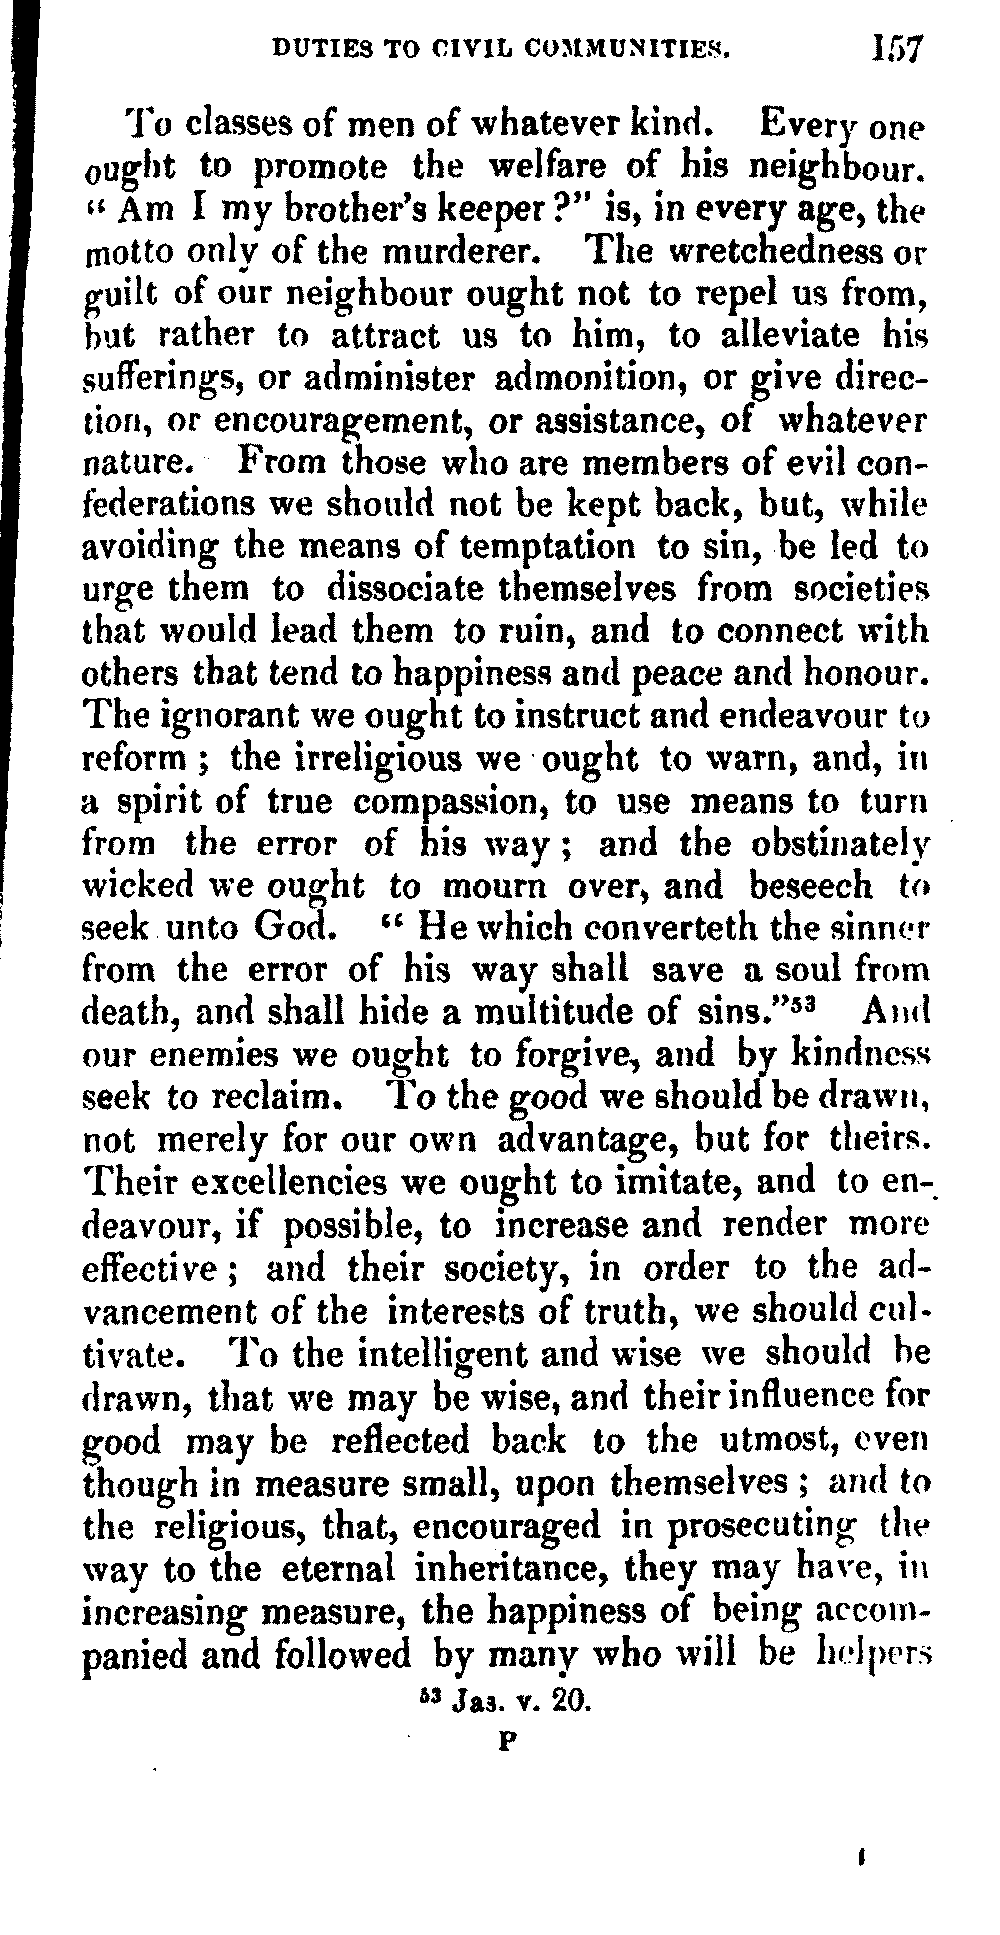 DUTIES TO CIVIL COMMUNITIES. 157
To classes of men of whatever kind. Every one
ought to promote the welfare of his neighbour.
“ Am I my brother's keeper ?” is, in every age, the
motto only of the murderer. The wretchedness or
guilt of our neighbour ought not to repel us from,
but rather to attract us to him, to alleviate his
sufferings, or administer admonition, or give direc-
tion, or encouragement, or assistance, of whatever
nature. From those who are members of evil con-
federations we should not be kept back, but, while
avoiding the means of temptation to sin, be led to
urge them to dissociate themselves from societies
that would lead them to ruin, and to connect with
others that tend to happiness and peace and honour.
The ignorant we ought to instruct and endeavour to
reform ; the irreligious we ought to warn, and, in
a spirit of true compassion, to use means to turn
from the error of his way ; and the obstinately
wicked we ought to mourn over, and beseech to
seek unto God. “ He which converteth the sinner
from the error of his way shall save a soul from
death, and shall hide a multitude of sins.”53 And
our enemies we ought to forgive, and by kindness
seek to reclaim. To the good we should be drawn,
not merely for our own advantage, but for theirs.
Their excellencies we ought to imitate, and to en-
deavour, if possible, to increase and render more
effective ; and their society, in order to the ad-
vancement of the interests of truth, we should cul-
tivate. To the intelligent and wise we should be
drawn, that we may be wise, and their influence for
good may be reflected back to the utmost, even
though in measure small, upon themselves ; and to
the religious, that, encouraged in prosecuting the
way to the eternal inheritance, they may have, in
increasing measure, the happiness of being accom-
panied and followed by many who will be helpers
53 Jas. v. 20.
P